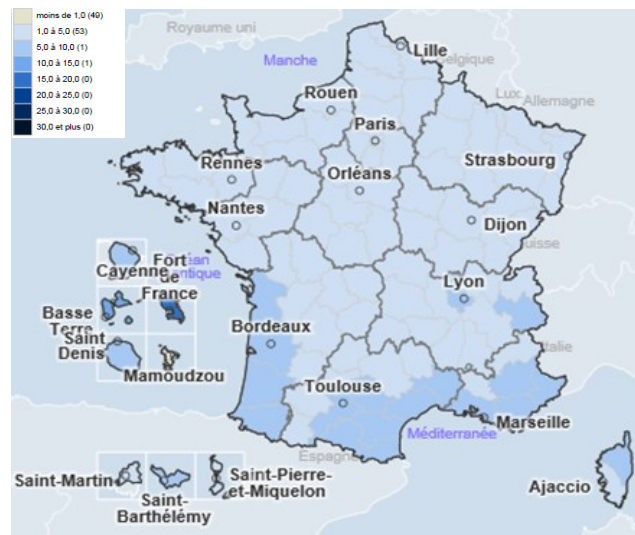 moins de 1,0 (49)
1,0 à 5,0 (53)
5,0 à 10,0 (1)
10,0 à 15,0 (1)
15,0 à 20,0 (0)
20,0 à 25,0 (0)
25,0 à 30,0 (0)
30,0 et plus (0)
Royaume uni
Lille
Belgique
Manche
Rouen
Lux
Allemagne
Paris
Rennes
Orléans
Strasbourg
Nantes
Dijon
Suisse
Cayenne
Fort
de
France
Lyon
Basse
Terre
Saint
Denis
Bordeaux
Italie
Mamoudzou
Toulouse
Marseille
Méditerranée
Espagne
Saint-Martin
Saint-
Barthélémy
Saint-Pierre-
et-Miquelon
Ajaccio